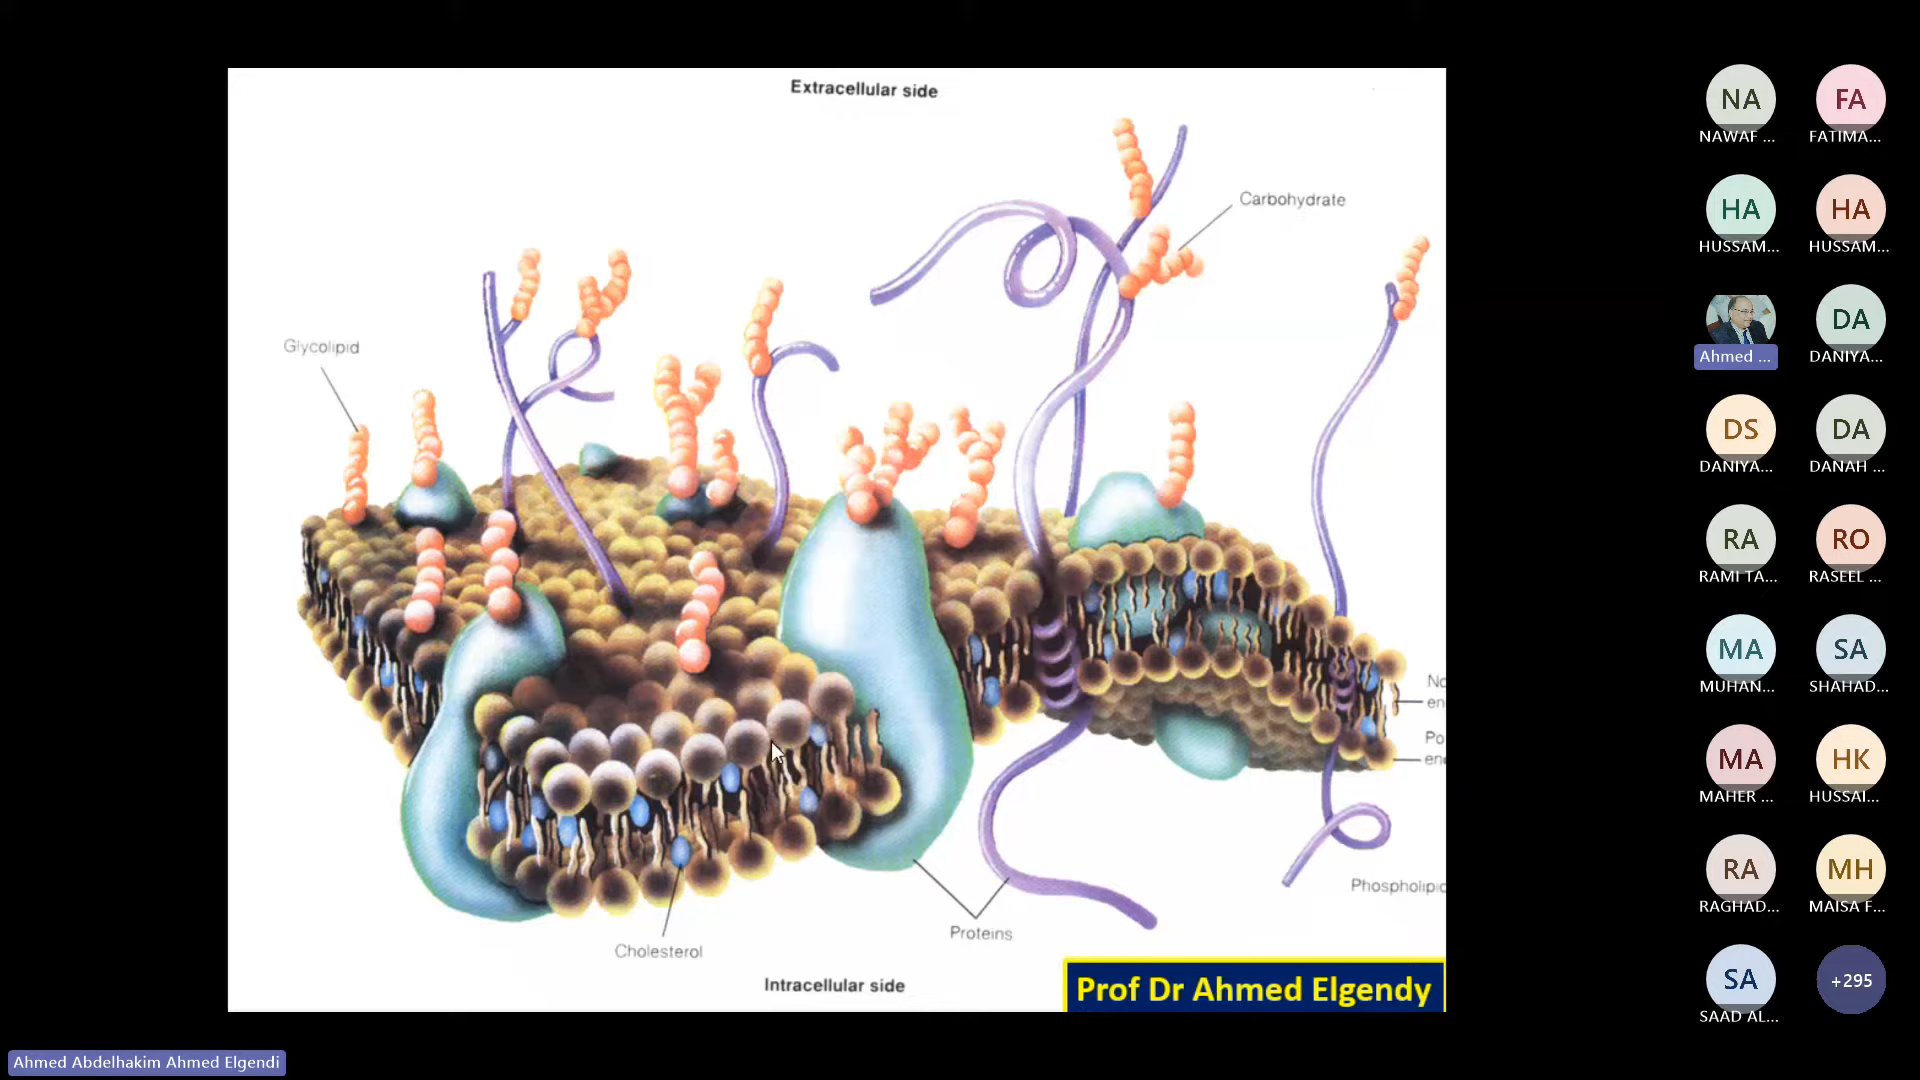 Extracellular side
Carbohydrate
Glycolipid
Phospholipid
Proteins
Cholesterol
Intracellular side
Prof Dr Ahmed Elgendy
NA
NAWAF ...
FA
FATIMA...
HA
HUSSAM...
HA
HUSSAM...
Ahmed ...
DA
DANIYA...
DS
DANIYA...
DA
DANAH ...
RA
RAMI TA...
RO
RASEEL ...
MA
MUHAN...
SA
SHAHAD...
MA
MAHER ...
HK
HUSSAI...
RA
RAGHAD...
MH
MAISA F...
SA
SAAD AL...
+295
Ahmed Abdelhakim Ahmed Elgendi